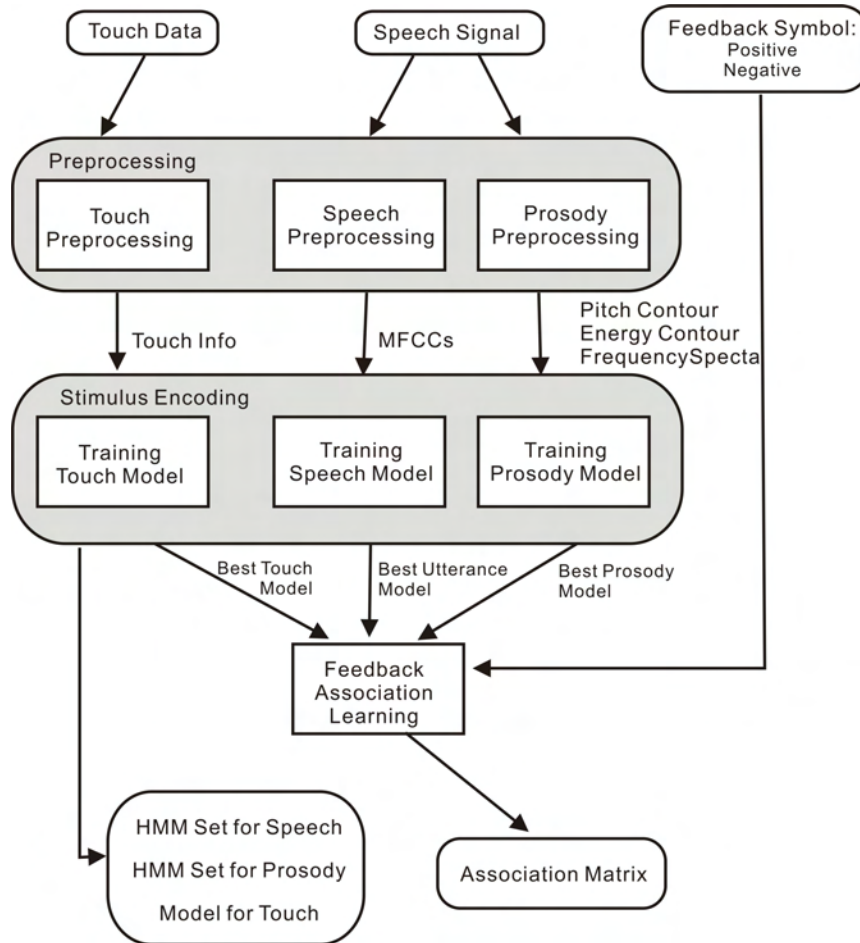 Touch Data
Speech Signal
Feedback Symbol:
Positive
Negative
Preprocessing
Touch
Preprocessing
Speech
Preprocessing
Prosody
Preprocessing
Touch Info
MFCCs
Pitch Contour
Energy Contour
FrequencySpecta
Stimulus Encoding
Training
Touch Model
Training
Speech Model
Training
Prosody Model
Best Touch
Model
Best Utterance
Model
Best Prosody
Model
Feedback
Association
Learning
HMM Set for Speech
HMM Set for Prosody
Model for Touch
Association Matrix